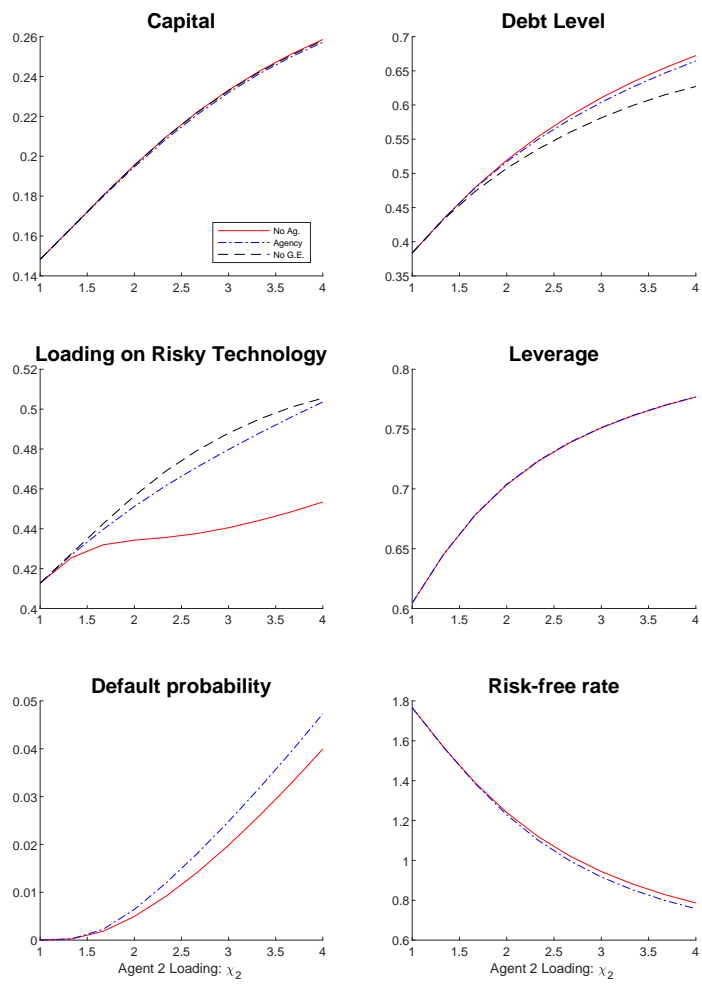 Capital
0.26
0.24
0.22
0.2
0.18
0.16
0.14
1 1.5 2 2.5 3 3.5 4
No Ag.
Agency
No G.E.
Debt Level
0.7
0.65
0.6
0.55
0.5
0.45
0.4
0.35
1 1.5 2 2.5 3 3.5 4
Loading on Risky Technology
0.52
0.5
0.48
0.46
0.44
0.42
0.4
1 1.5 2 2.5 3 3.5 4
Leverage
0.8
0.75
0.7
0.65
0.6
1 1.5 2 2.5 3 3.5 4
Default probability
0.05
0.04
0.03
0.02
0.01
0
1 1.5 2 2.5 3 3.5 4
Agent 2 Loading: χ₂
Risk-free rate
1.8
1.6
1.4
1.2
1
0.8
0.6
1 1.5 2 2.5 3 3.5 4
Agent 2 Loading: χ₂